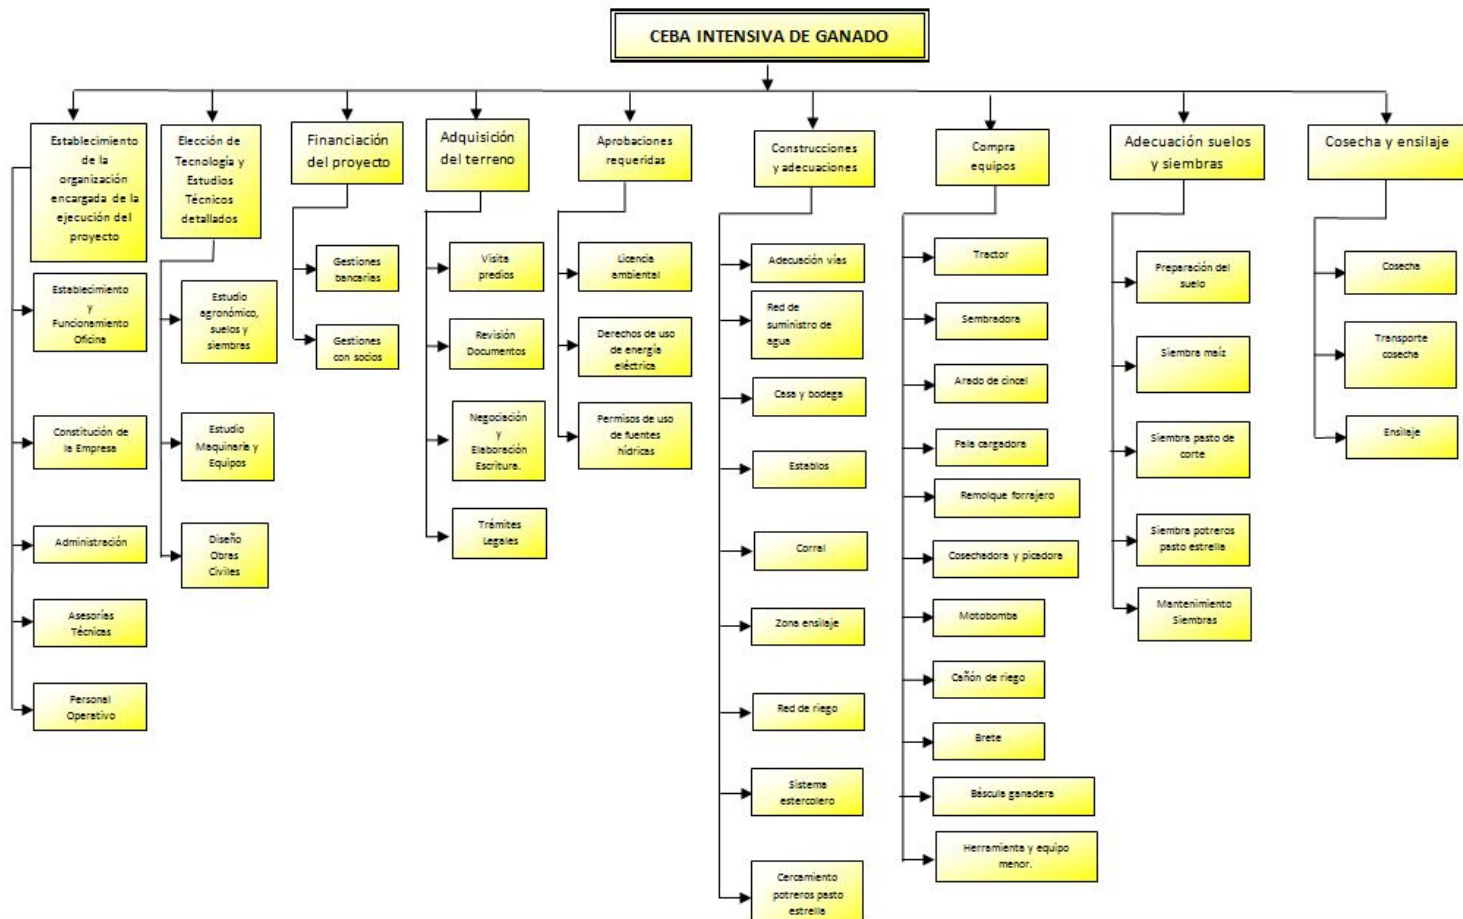 CEBA INTENSIVA DE GANADO
Establecimiento
de la
organización
encargada de la
ejecución del
proyecto
Establecimiento
y
Funcionamiento
Oficina
Constitución de
la Empresa
Administración
Asesorías
Técnicas
Personal
Operativo
Elección de
Tecnología y
Estudios
Técnicos
detallados
Estudio
agronómico,
suelos y
siembras
Estudio
Maquinaria y
Equipos
Diseño
Obras
Civiles
Financiación
del proyecto
Gestiones
bancarias
Gestiones
con socios
Adquisición
del terreno
Visita
predios
Revisión
Documentos
Negociación
y
Elaboración
Escritura.
Trámites
Legales
Aprobaciones
requeridas
Licencia
ambiental
Derechos de uso
de energía
eléctrica
Permisos de uso
de fuentes
hídricas
Construcciones
y adecuaciones
Adecuación vías
Red de
suministro de
agua
Casa y bodega
Establos
Corral
Zona ensilaje
Red de riego
Sistema
estercolero
Cercamiento
potreros pasto
estrella
Compra
equipos
Tractor
Sembradora
Arado de cincel
Pala cargadora
Remolque forrajero
Cosechadora y picadora
Motobomba
Cañón de riego
Brete
Báscula ganadera
Herramienta y equipo
menor.
Adecuación suelos
y siembras
Preparación del
suelo
Siembra maíz
Siembra pasto de
corte
Siembra potreros
pasto estrella
Mantenimiento
Siembras
Cosecha y ensilaje
Cosecha
Transporte
cosecha
Ensilaje